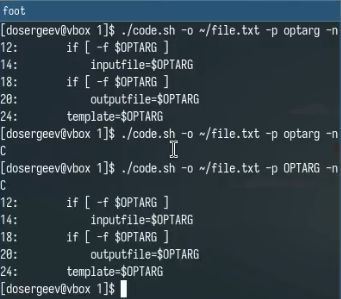 foot
[dosergeev@vbox 1]$ ./code.sh -o ~/file.txt -p optarg -n
12:        if [ -f $OPTARG ]
14:            inputfile=$OPTARG
18:        if [ -f $OPTARG ]
20:            outputfile=$OPTARG
24:        template=$OPTARG
[dosergeev@vbox 1]$ ./code.sh -o ~/file.txt -p optarg -n
C
[dosergeev@vbox 1]$ ./code.sh -o ~/file.txt -p OPTARG -n
C
12:        if [ -f $OPTARG ]
14:            inputfile=$OPTARG
18:        if [ -f $OPTARG ]
20:            outputfile=$OPTARG
24:        template=$OPTARG
[dosergeev@vbox 1]$